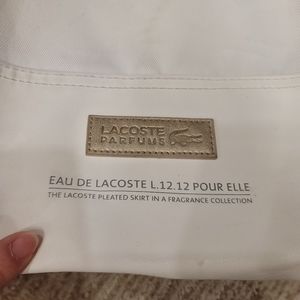 LACOSTE
PARFUMS
EAU DE LACOSTE L.12.12 POUR ELLE
THE LACOSTE PLEATED SKIRT IN A FRAGRANCE COLLECTION